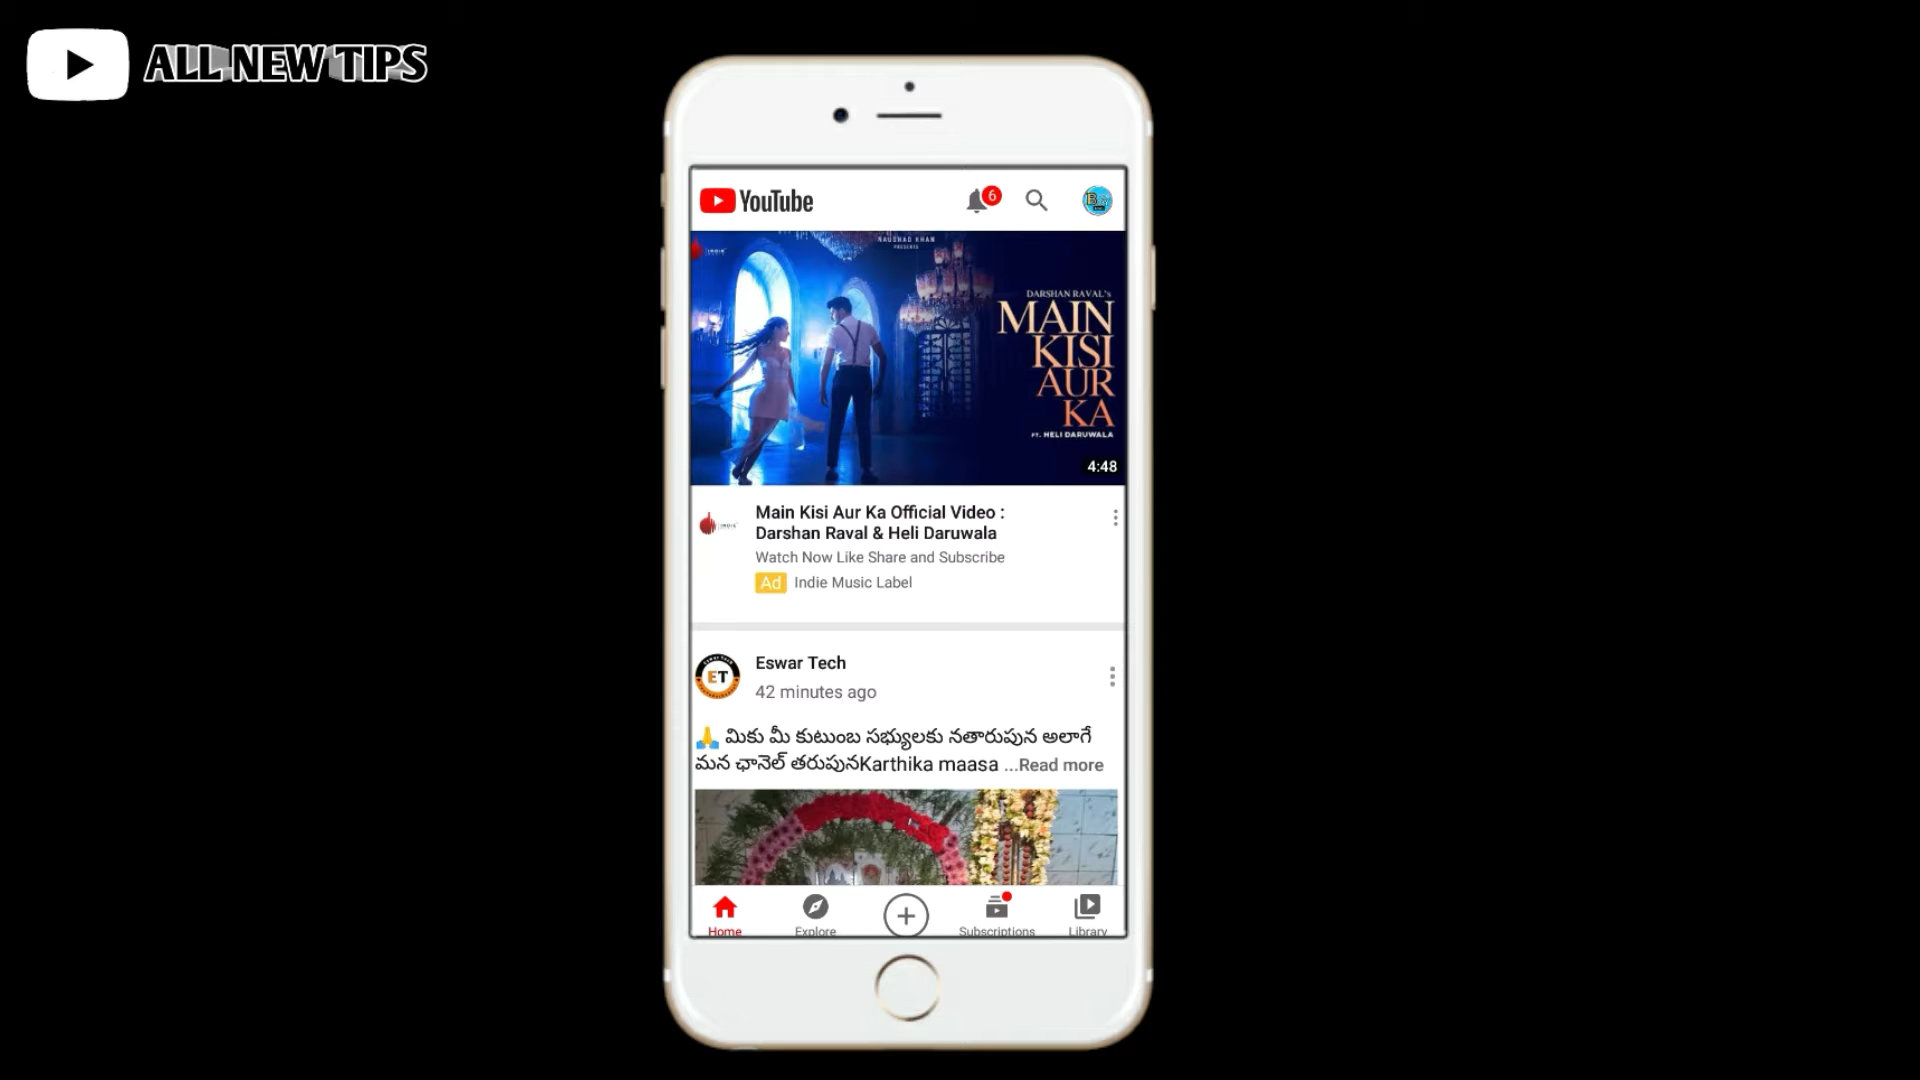 ALL NEW TIPS
YouTube
6
NAUSHAD KHAN
PRESENTS
INDIE
DARSHAN RAVAL's
MAIN
KISI
AUR
KA
FT. HELI DARUWALA
4:48
Main Kisi Aur Ka Official Video :
Darshan Raval & Heli Daruwala
Watch Now Like Share and Subscribe
Ad Indie Music Label
ET
Eswar Tech
42 minutes ago
🙏 మికు మీ కుటుంబ సభ్యులకు నతారుపున అలాగే
మన ఛానెల్ తరుపునKarthika maasa ...Read more
Home
Explore
Subscriptions
Library